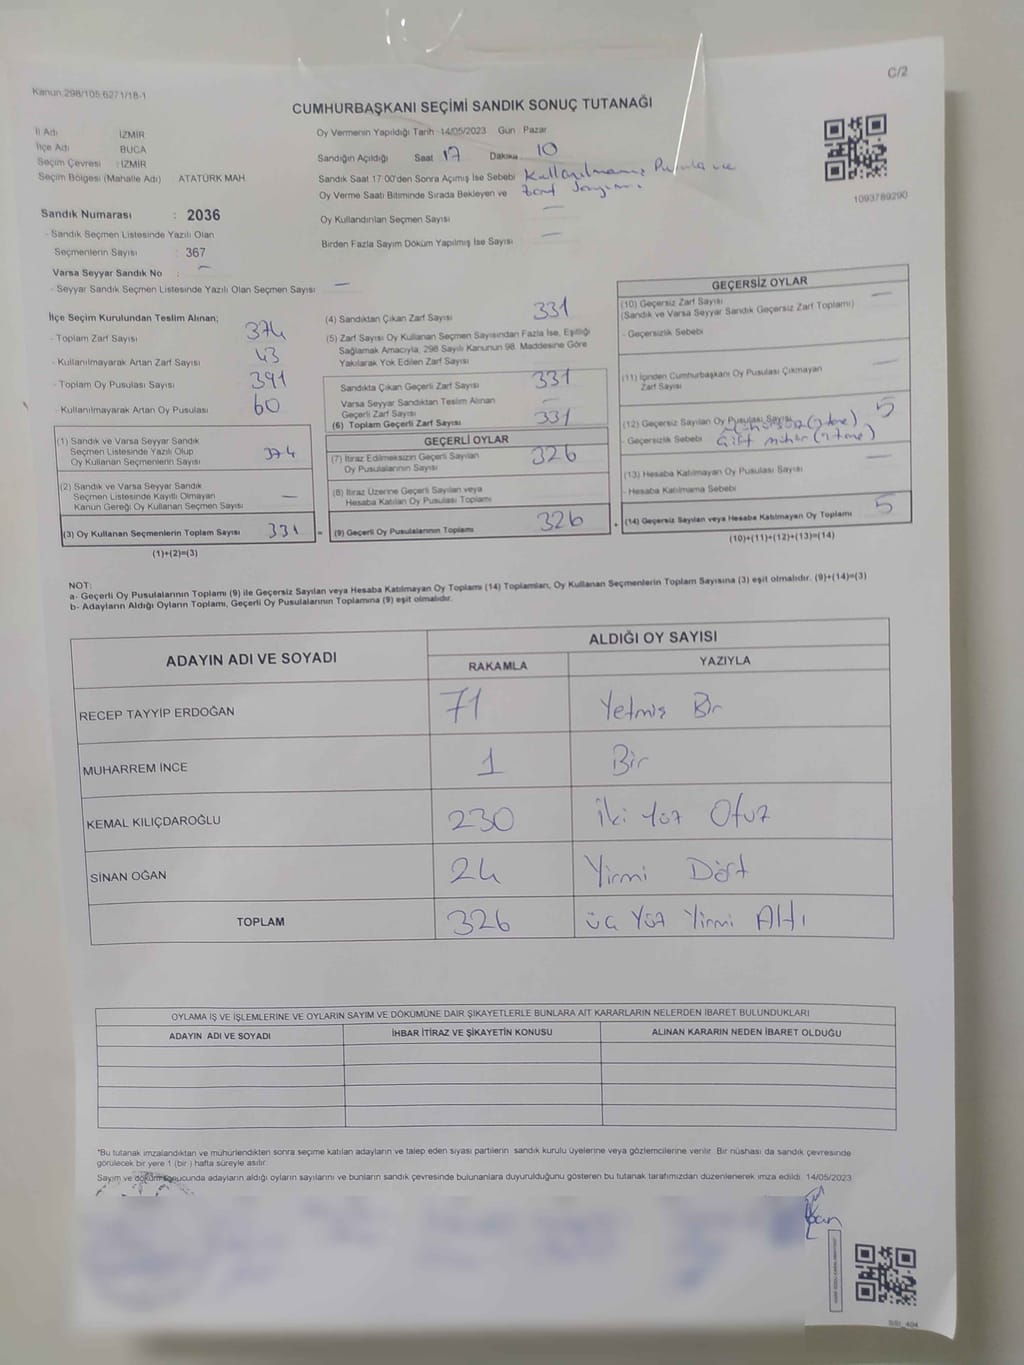 C/2
Kanun:298/105,6271/18-1
CUMHURBAŞKANI SEÇİMİ SANDIK SONUÇ TUTANAĞI
İl Adı İZMİR
İlçe Adı BUCA
Seçim Çevresi : İZMİR
Seçim Bölgesi (Mahalle Adı) ATATÜRK MAH.
Oy Vermenin Yapıldığı Tarih 14/05/2023 Gün Pazar
Sandığın Açıldığı Saat 17 Dakika 10
Sandık Saat 17:00'den Sonra Açımış İse Sebebi Kullanılmamış Pusula ve
Oy Verme Saati Bitiminde Sırada Bekleyen ve Zarf Sayımı
Oy Kullandırılan Seçmen Sayısı —
Birden Fazla Sayım Döküm Yapılmış İse Sayısı —
1093789290
Sandık Numarası : 2036
- Sandık Seçmen Listesinde Yazılı Olan
Seçmenlerin Sayısı : 367
Varsa Seyyar Sandık No : —
- Seyyar Sandık Seçmen Listesinde Yazılı Olan Seçmen Sayısı : —
İlçe Seçim Kurulundan Teslim Alınan;
- Toplam Zarf Sayısı 374
- Kullanılmayarak Artan Zarf Sayısı 43
- Toplam Oy Pusulası Sayısı 391
- Kullanılmayarak Artan Oy Pusulası 60
(1) Sandık ve Varsa Seyyar Sandık
Seçmen Listesinde Yazılı Olup
Oy Kullanan Seçmenlerin Sayısı 374
(2) Sandık ve Varsa Seyyar Sandık
Seçmen Listesinde Kayıtlı Olmayan
Kanun Gereği Oy Kullanan Seçmen Sayısı —
(3) Oy Kullanan Seçmenlerin Toplam Sayısı 331 =
(1)+(2)=(3)
(4) Sandıktan Çıkan Zarf Sayısı 331
(5) Zarf Sayısı Oy Kullanan Seçmen Sayısından Fazla İse, Eşitliği
Sağlamak Amacıyla, 298 Sayılı Kanunun 98. Maddesine Göre
Yakılarak Yok Edilen Zarf Sayısı
Sandıkta Çıkan Geçerli Zarf Sayısı 331
Varsa Seyyar Sandıktan Teslim Alınan
Geçerli Zarf Sayısı —
(6) Toplam Geçerli Zarf Sayısı 331
GEÇERLİ OYLAR
(7) İtiraz Edilmeksizin Geçerli Sayılan
Oy Pusulalarının Sayısı 326
(8) İtiraz Üzerine Geçerli Sayılan veya
Hesaba Katılan Oy Pusulası Toplamı
(9) Geçerli Oy Pusulalarının Toplamı 326 +
GEÇERSİZ OYLAR
(10) Geçersiz Zarf Sayısı —
(Sandık ve Varsa Seyyar Sandık Geçersiz Zarf Toplamı)
- Geçersizlik Sebebi
(11) İçinden Cumhurbaşkanı Oy Pusulası Çıkmayan
Zarf Sayısı —
(12) Geçersiz Sayılan Oy Pusulası Sayısı 5
- Geçersizlik Sebebi Çift mühür
(13) Hesaba Katılmayan Oy Pusulası Sayısı —
- Hesaba Katılmama Sebebi
(14) Geçersiz Sayılan veya Hesaba Katılmayan Oy Toplamı 5
(10)+(11)+(12)+(13)=(14)
NOT:
a- Geçerli Oy Pusulalarının Toplamı (9) ile Geçersiz Sayılan veya Hesaba Katılmayan Oy Toplamı (14) Toplamları, Oy Kullanan Seçmenlerin Toplam Sayısına (3) eşit olmalıdır. (9)+(14)=(3)
b- Adayların Aldığı Oyların Toplamı, Geçerli Oy Pusulalarının Toplamına (9) eşit olmalıdır.
ADAYIN ADI VE SOYADI
ALDIĞI OY SAYISI
RAKAMLA YAZIYLA
RECEP TAYYİP ERDOĞAN 71 Yetmiş Bir
MUHARREM İNCE 1 Bir
KEMAL KILIÇDAROĞLU 230 İki Yüz Otuz
SİNAN OĞAN 24 Yirmi Dört
TOPLAM 326 Üç Yüz Yirmi Altı
OYLAMA İŞ VE İŞLEMLERİNE VE OYLARIN SAYIM VE DÖKÜMÜNE DAİR ŞİKAYETLERLE BUNLARA AİT KARARLARIN NELERDEN İBARET BULUNDUKLARI
ADAYIN ADI VE SOYADI İHBAR İTİRAZ VE ŞİKAYETİN KONUSU ALINAN KARARIN NEDEN İBARET OLDUĞU
"Bu tutanak imzalandıktan ve mühürlendikten sonra seçime katılan adayların ve talep eden siyasi partilerin sandık kurulu üyelerine veya gözlemcilerine verilir. Bir nüshası da sandık çevresinde
görülecek bir yere 1 (bir ) hafta süreyle asılır.
Sayım ve döküm sonucunda adayların aldığı oyların sayılarını ve bunların sandık çevresinde bulunanlara duyurulduğunu gösteren bu tutanak tarafımızdan düzenlenerek imza edildi. 14/05/2023